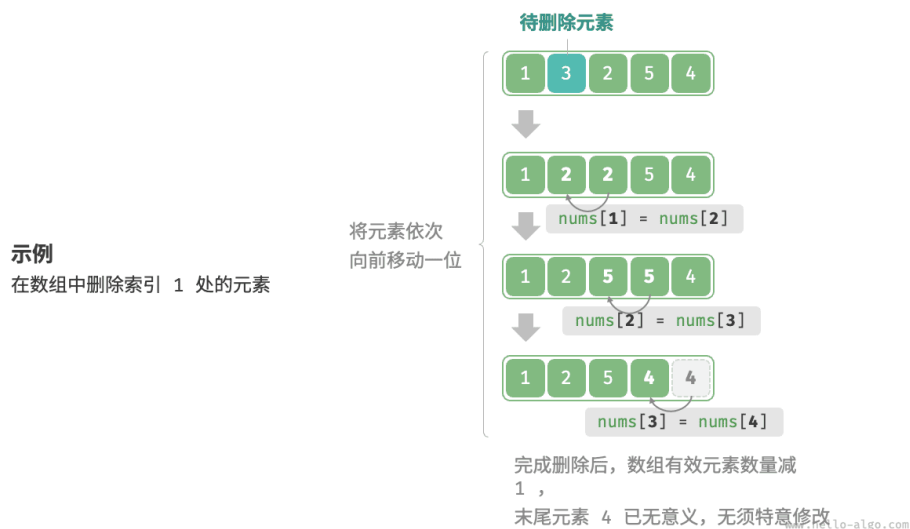 待删除元素
1 3 2 5 4
1 2 2 5 4
nums[1] = nums[2]
将元素依次
向前移动一位
示例
在数组中删除索引 1 处的元素
1 2 5 5 4
nums[2] = nums[3]
1 2 5 4 4
nums[3] = nums[4]
完成删除后，数组有效元素数量减
1 ，
末尾元素 4 已无意义，无须特意修改
www.hello-algo.com